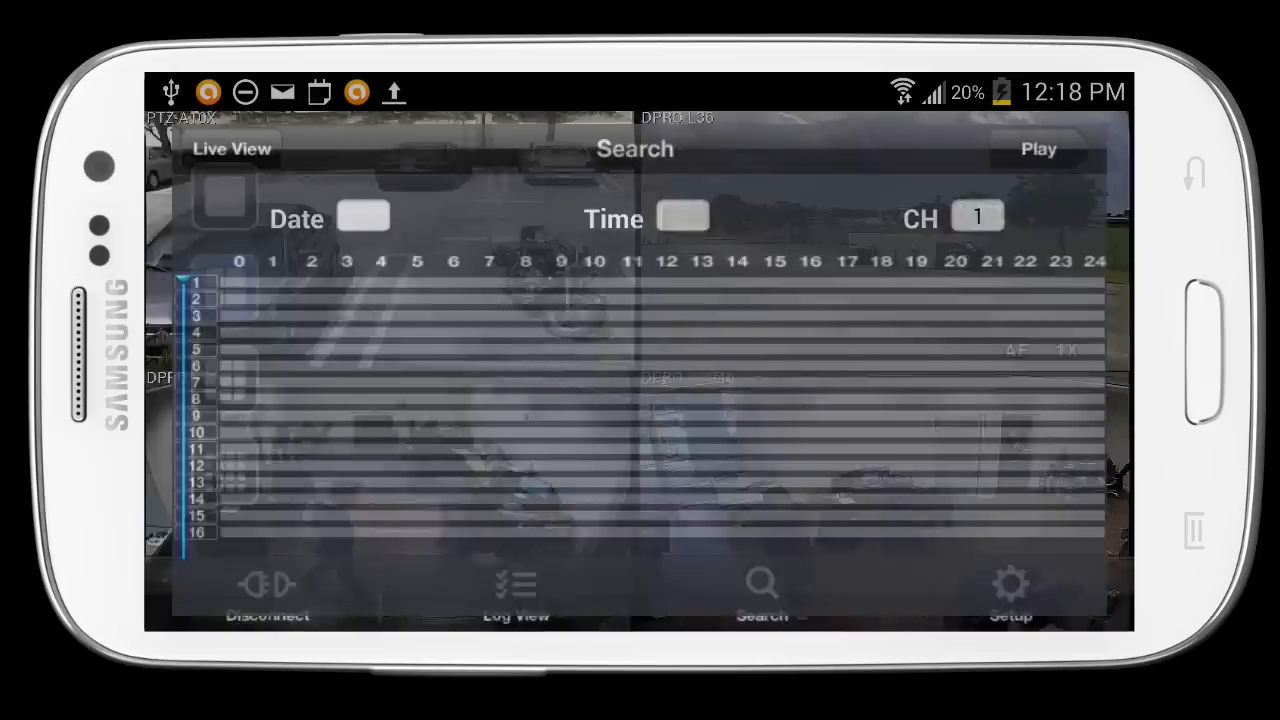 20% 12:18 PM
PTZ-A10X DPRO-L36
Live View Search Play
Date Time CH 1
0 1 2 3 4 5 6 7 8 9 10 11 12 13 14 15 16 17 18 19 20 21 22 23 24
1
2
3
4
5
AF 1X
6
7
DPR
8
9
10
11
12
13
14
15
16
Disconnect Log View Search Setup
SAMSUNG